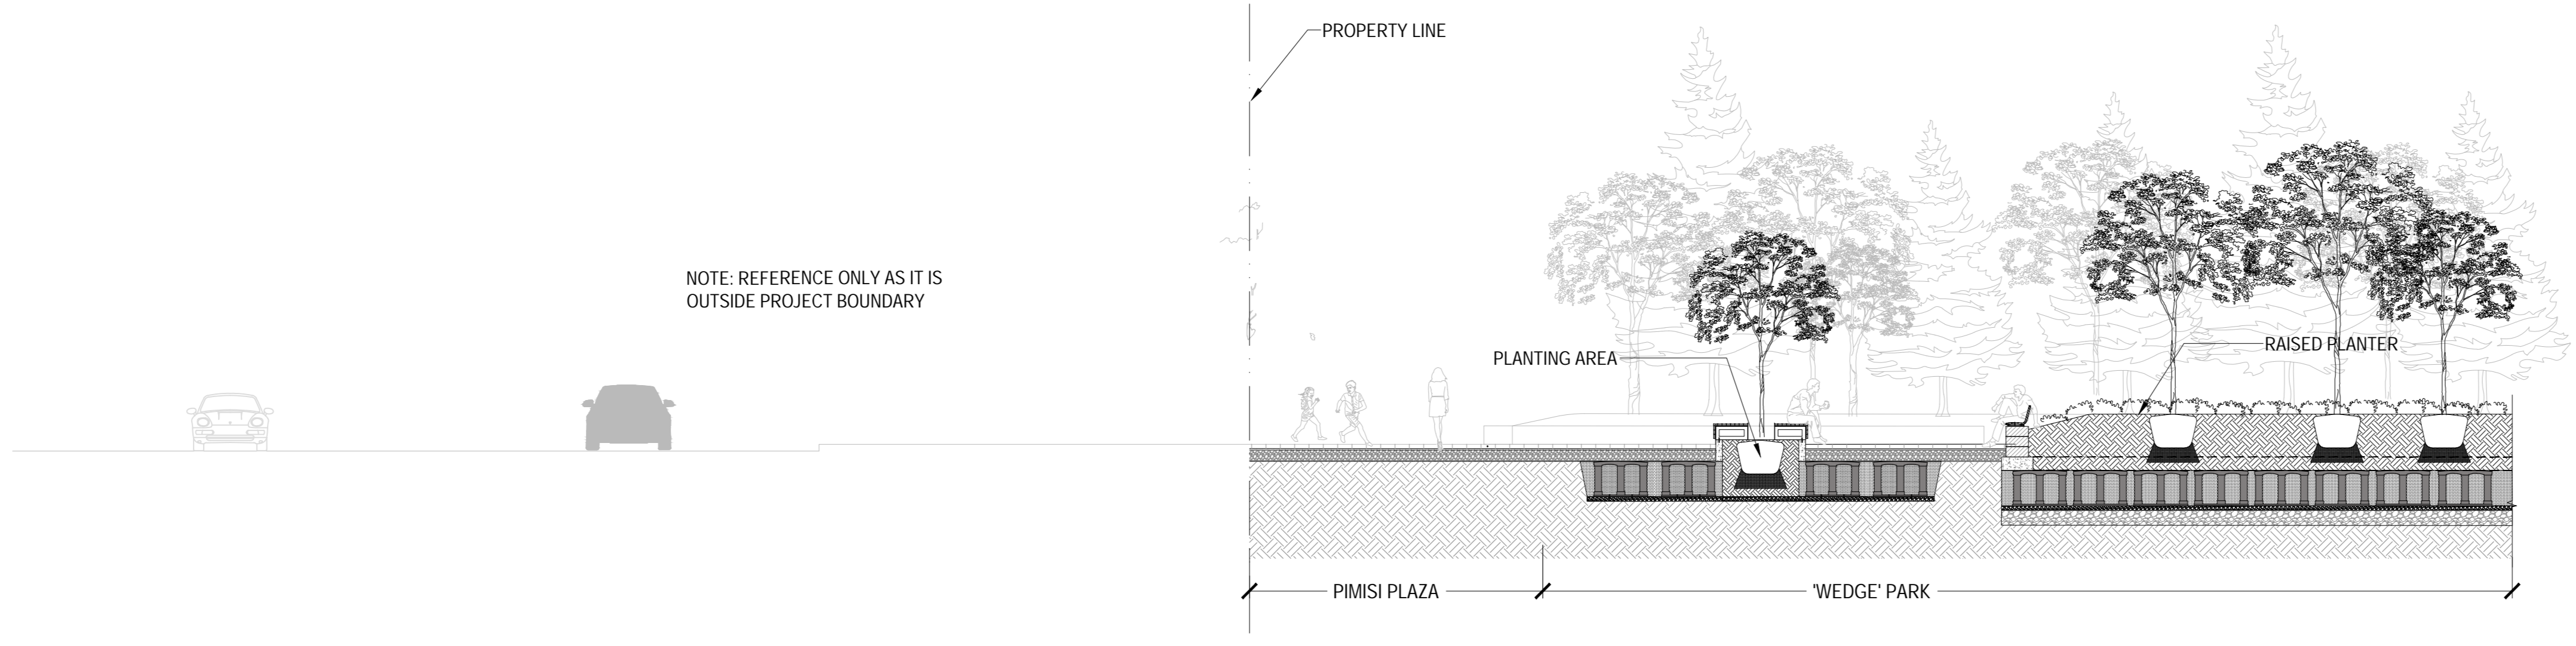 PROPERTY LINE
NOTE: REFERENCE ONLY AS IT IS
OUTSIDE PROJECT BOUNDARY
PLANTING AREA
RAISED PLANTER
PIMISI PLAZA
'WEDGE' PARK